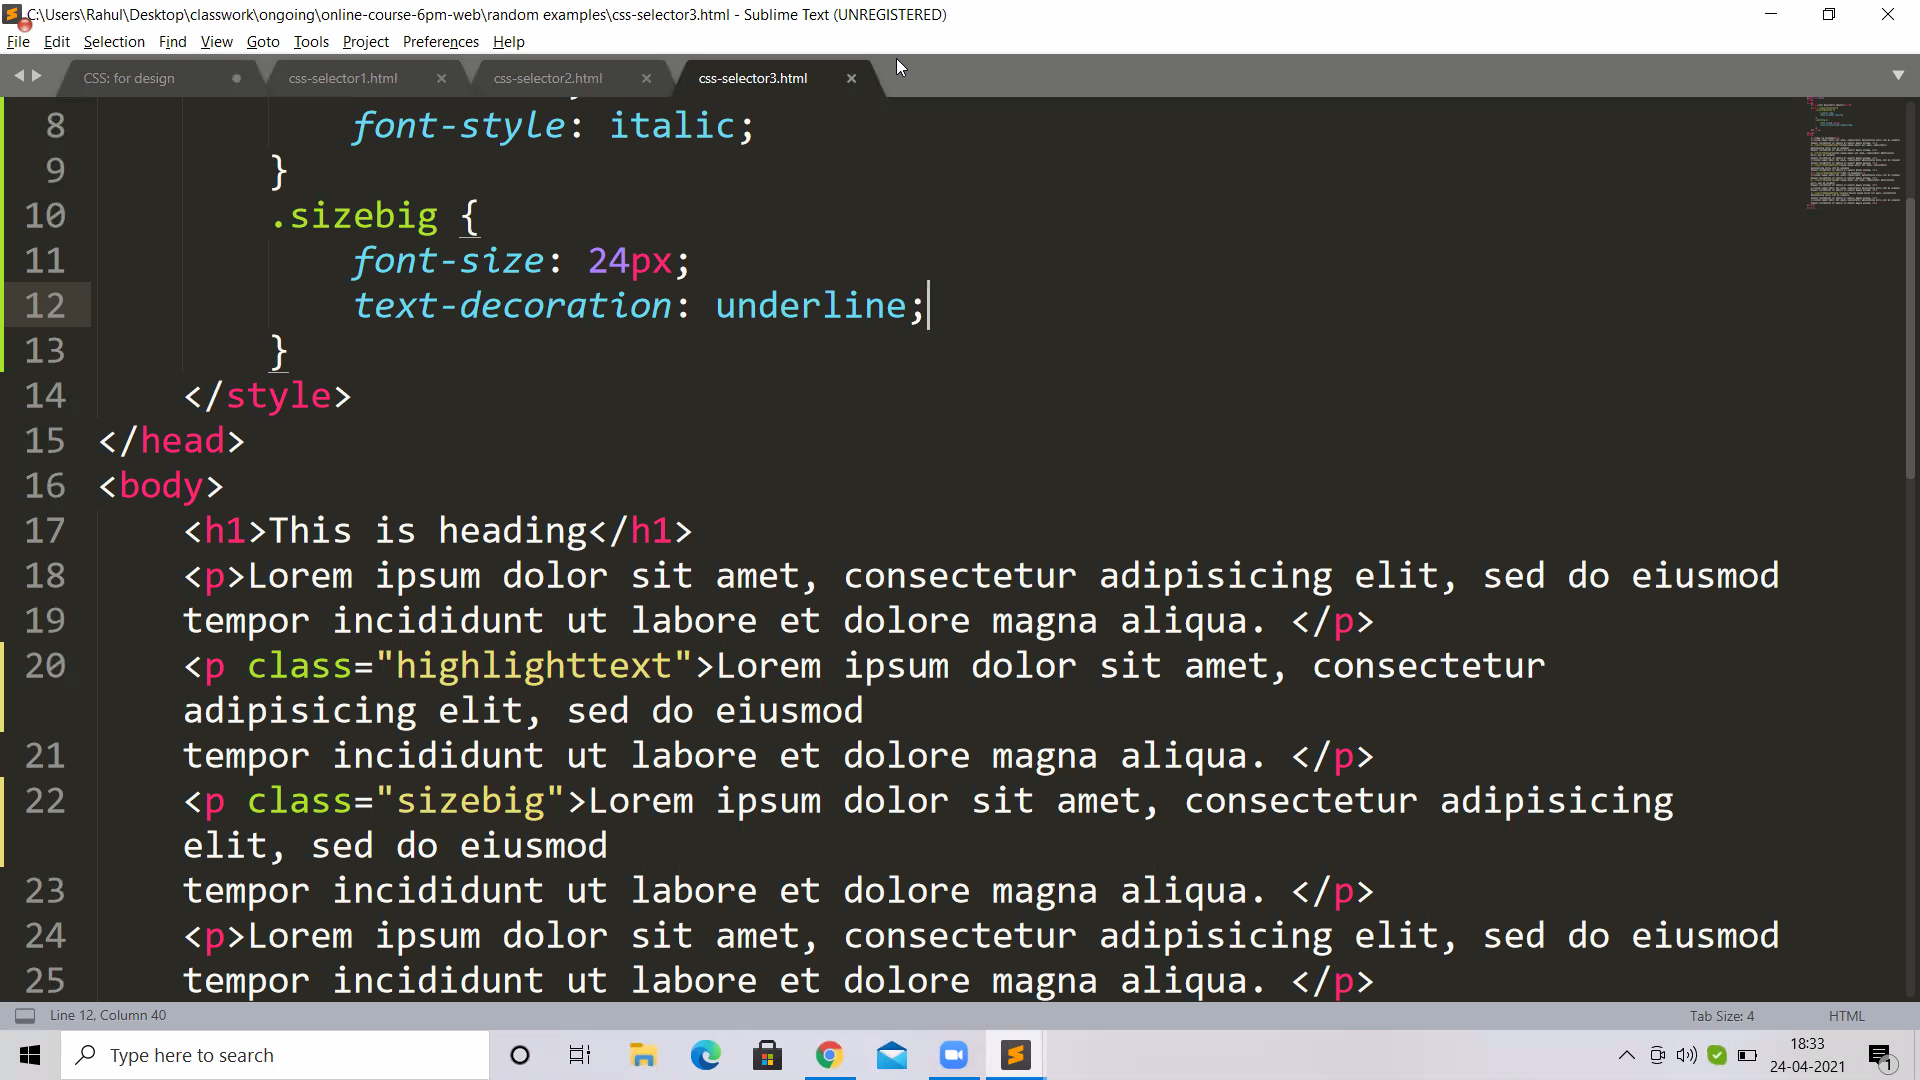 C:\Users\Rahul\Desktop\classwork\ongoing\online-course-6pm-web\random examples\css-selector3.html - Sublime Text (UNREGISTERED)
File Edit Selection Find View Goto Tools Project Preferences Help
CSS: for design css-selector1.html css-selector2.html css-selector3.html
8 font-style: italic;
9 }
10 .sizebig {
11 font-size: 24px;
12 text-decoration: underline;
13 }
14 </style>
15 </head>
16 <body>
17 <h1>This is heading</h1>
18 <p>Lorem ipsum dolor sit amet, consectetur adipisicing elit, sed do eiusmod
19 tempor incididunt ut labore et dolore magna aliqua. </p>
20 <p class="highlighttext">Lorem ipsum dolor sit amet, consectetur
adipisicing elit, sed do eiusmod
21 tempor incididunt ut labore et dolore magna aliqua. </p>
22 <p class="sizebig">Lorem ipsum dolor sit amet, consectetur adipisicing
elit, sed do eiusmod
23 tempor incididunt ut labore et dolore magna aliqua. </p>
24 <p>Lorem ipsum dolor sit amet, consectetur adipisicing elit, sed do eiusmod
25 tempor incididunt ut labore et dolore magna aliqua. </p>
Line 12, Column 40 Tab Size: 4 HTML
Type here to search
18:33
24-04-2021
1